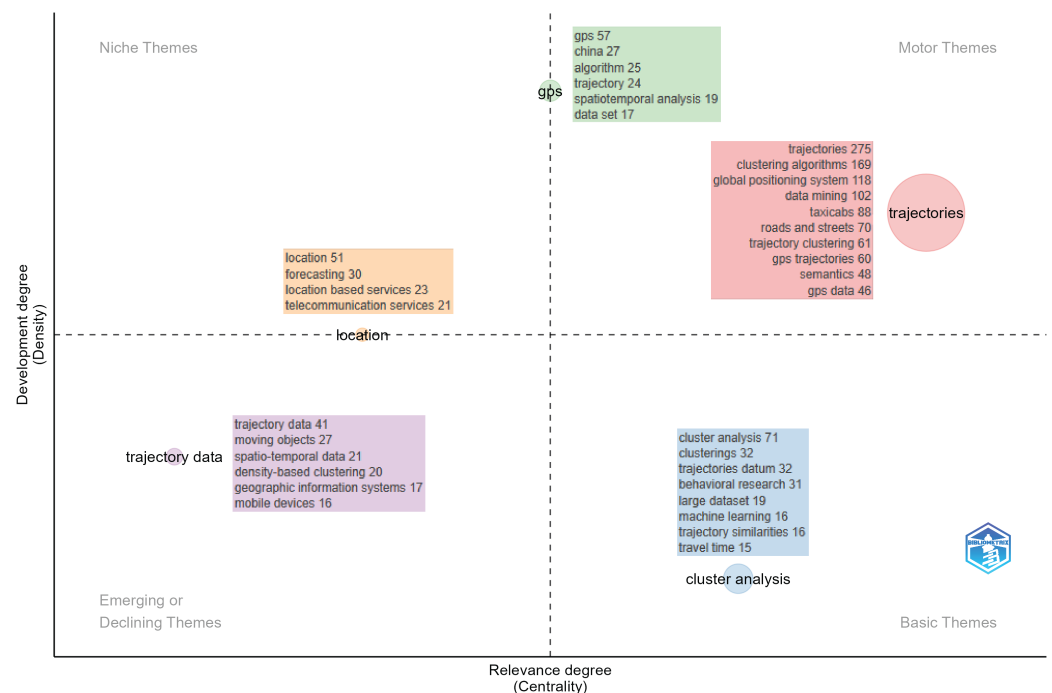 Niche Themes
Motor Themes
gps
gps 57
china 27
algorithm 25
trajectory 24
spatiotemporal analysis 19
data set 17
trajectories 275
clustering algorithms 169
global positioning system 118
data mining 102
taxicabs 88
roads and streets 70
trajectory clustering 61
gps trajectories 60
semantics 48
gps data 46
trajectories
location 51
forecasting 30
location based services 23
telecommunication services 21
location
Development degree
(Density)
trajectory data
trajectory data 41
moving objects 27
spatio-temporal data 21
density-based clustering 20
geographic information systems 17
mobile devices 16
cluster analysis 71
clusterings 32
trajectories datum 32
behavioral research 31
large dataset 19
machine learning 16
trajectory similarities 16
travel time 15
cluster analysis
BIBLIOMETRIX
Emerging or
Declining Themes
Basic Themes
Relevance degree
(Centrality)